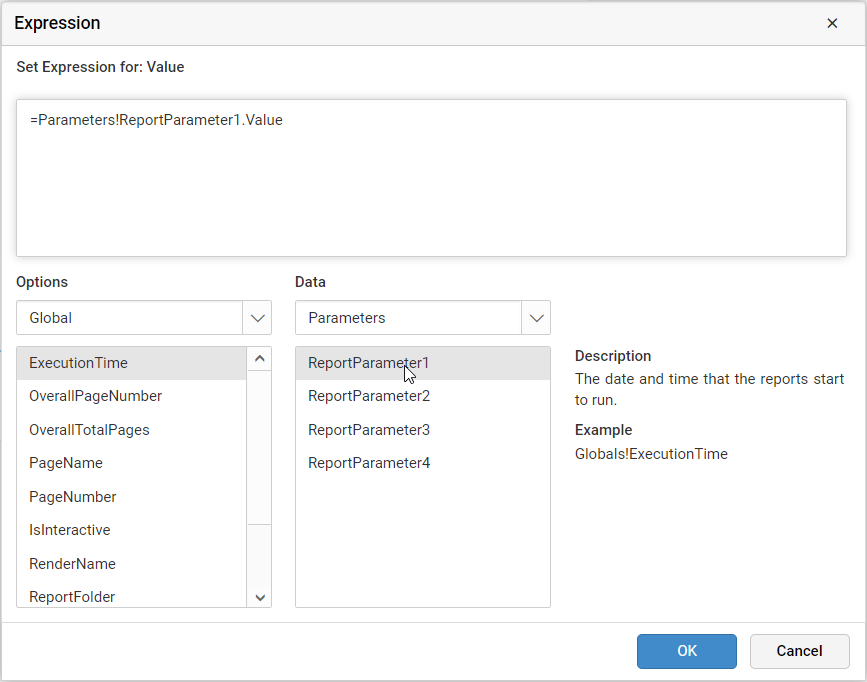 Expression
Set Expression for: Value
=Parameters!ReportParameter1.Value
Options
Data
Global
Parameters
ExecutionTime
OverallPageNumber
OverallTotalPages
PageName
PageNumber
IsInteractive
RenderName
ReportFolder
ReportParameter1
ReportParameter2
ReportParameter3
ReportParameter4
Description
The date and time that the reports start
to run.
Example
Globals!ExecutionTime
OK
Cancel